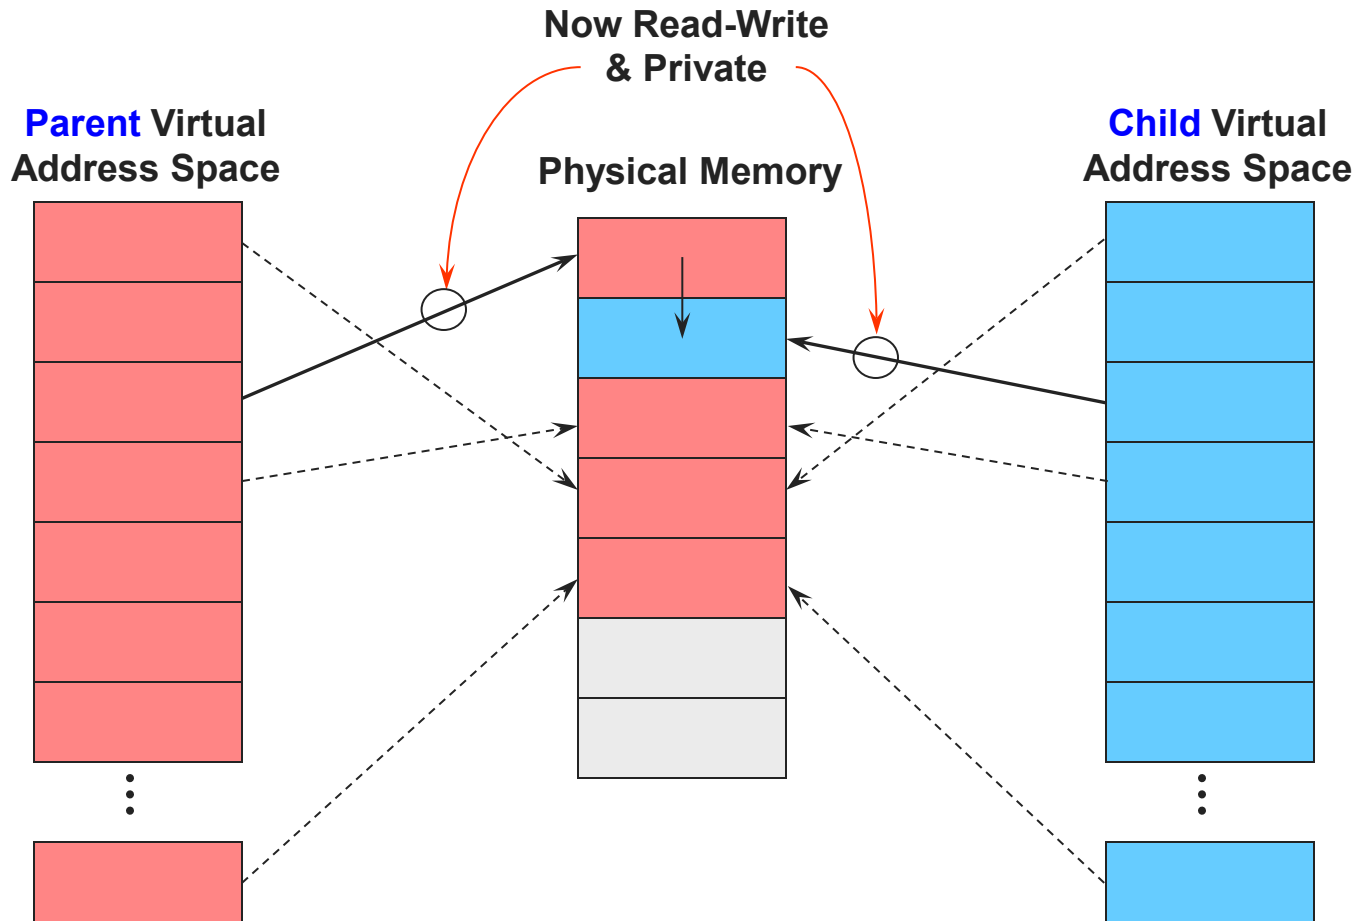 Now Read-Write
& Private
Parent Virtual
Address Space
Physical Memory
Child Virtual
Address Space